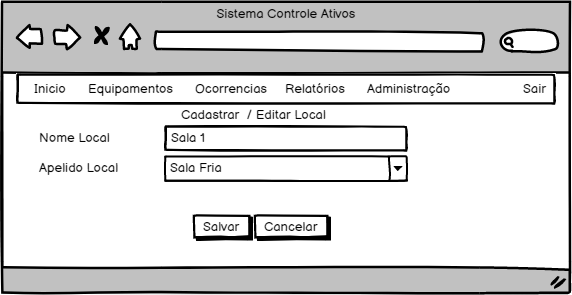 Sistema Controle Ativos
Inicio Equipamentos Ocorrencias Relatórios Administração Sair
Cadastrar / Editar Local
Nome Local Sala 1
Apelido Local Sala Fria
Salvar Cancelar